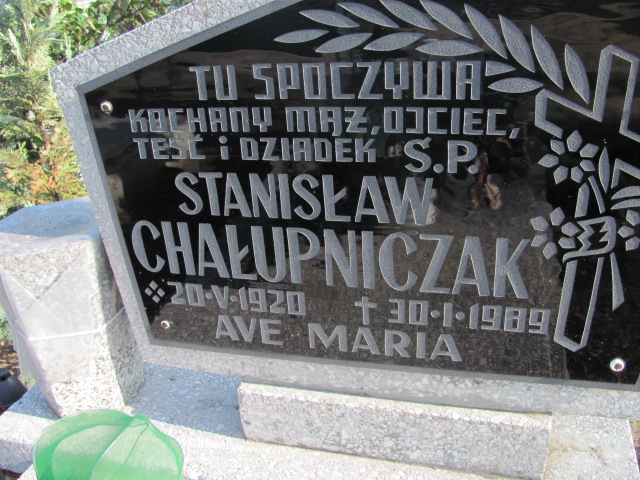 TU SPOCZYWA
KOCHANY MĄŻ, OJCIEC,
TEŚĆ i DZIADEK Ś.P.
STANISŁAW
CHAŁUPNICZAK
20·V·1920 † 30·I·1989
AVE MARIA